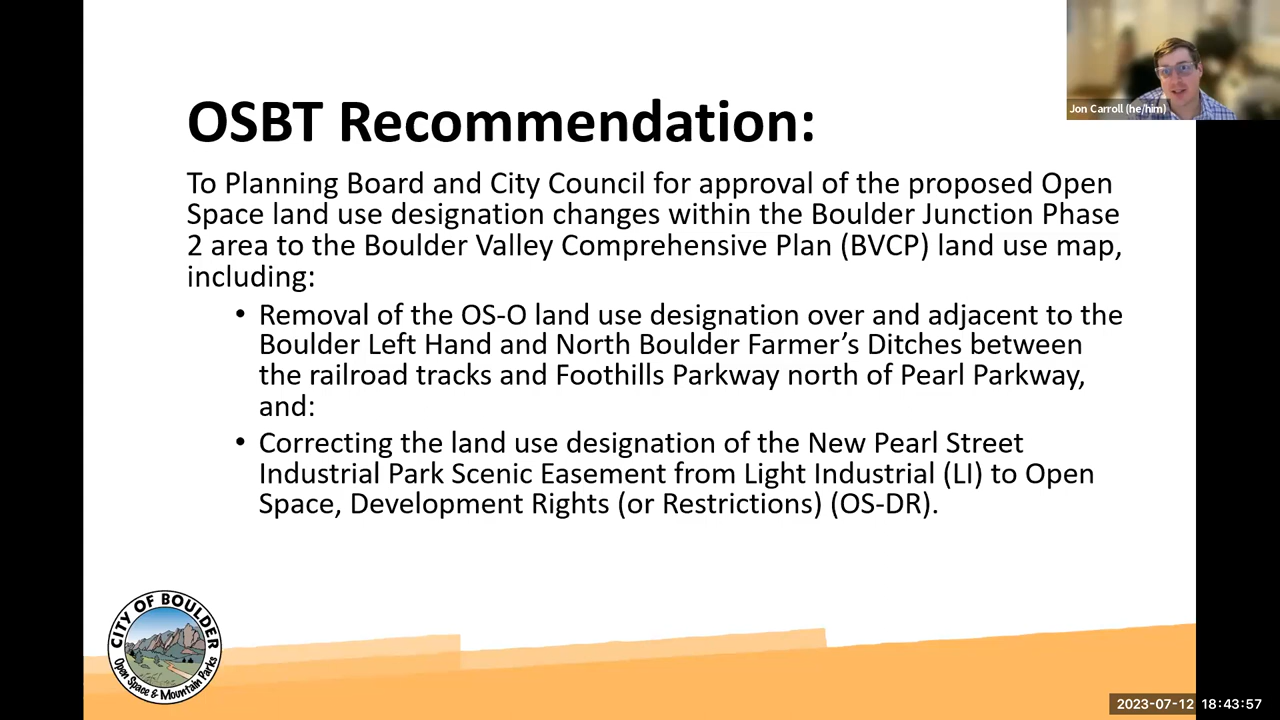 OSBT Recommendation:
To Planning Board and City Council for approval of the proposed Open
Space land use designation changes within the Boulder Junction Phase
2 area to the Boulder Valley Comprehensive Plan (BVCP) land use map,
including:
• Removal of the OS-O land use designation over and adjacent to the
Boulder Left Hand and North Boulder Farmer’s Ditches between
the railroad tracks and Foothills Parkway north of Pearl Parkway,
and:
• Correcting the land use designation of the New Pearl Street
Industrial Park Scenic Easement from Light Industrial (LI) to Open
Space, Development Rights (or Restrictions) (OS-DR).
Jon Carroll (he/him)
CITY OF BOULDER
Open Space & Mountain Parks
2023-07-12 18:43:57